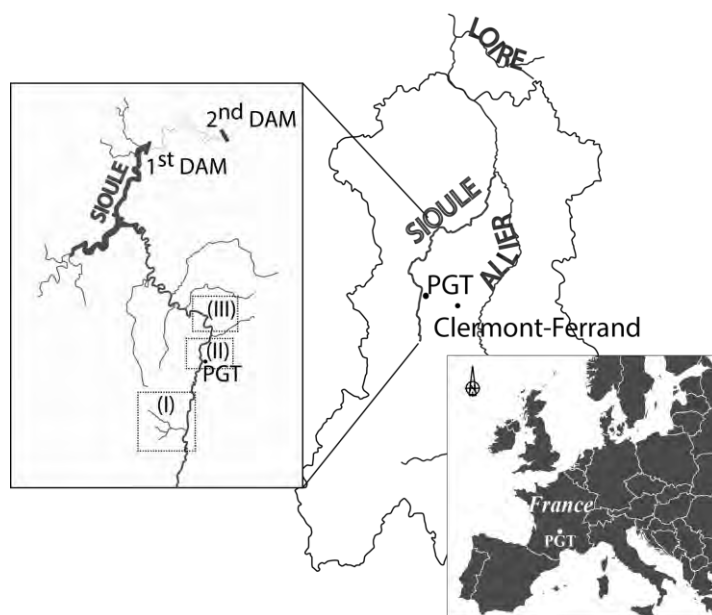 LOIRE
2nd DAM
1st DAM
SIOULE
SIOULE
ALLIER
PGT
Clermont-Ferrand
(III)
(II)
PGT
(I)
France
PGT